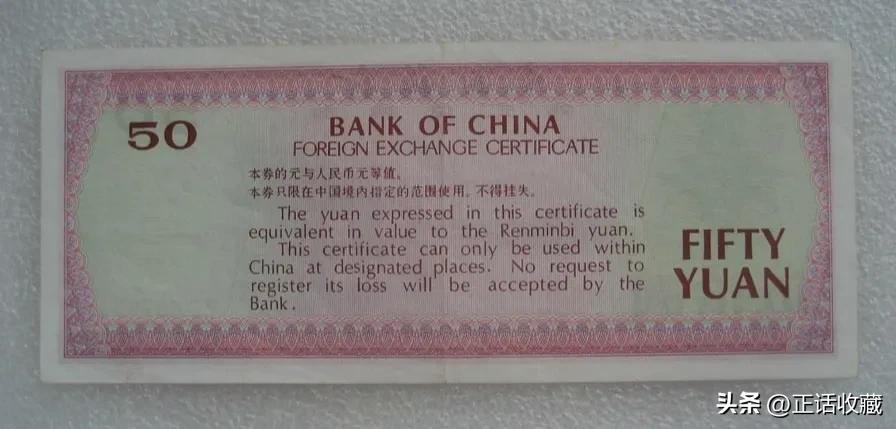 50
BANK OF CHINA
FOREIGN EXCHANGE CERTIFICATE
本券的元与人民币元等值。
本券只限在中国境内指定的范围使用，不得挂失。
The yuan expressed in this certificate is
equivalent in value to the Renminbi yuan.
This certificate can only be used within
China at designated places. No request to
register its loss will be accepted by the
Bank.
FIFTY
YUAN
头条 @正话收藏